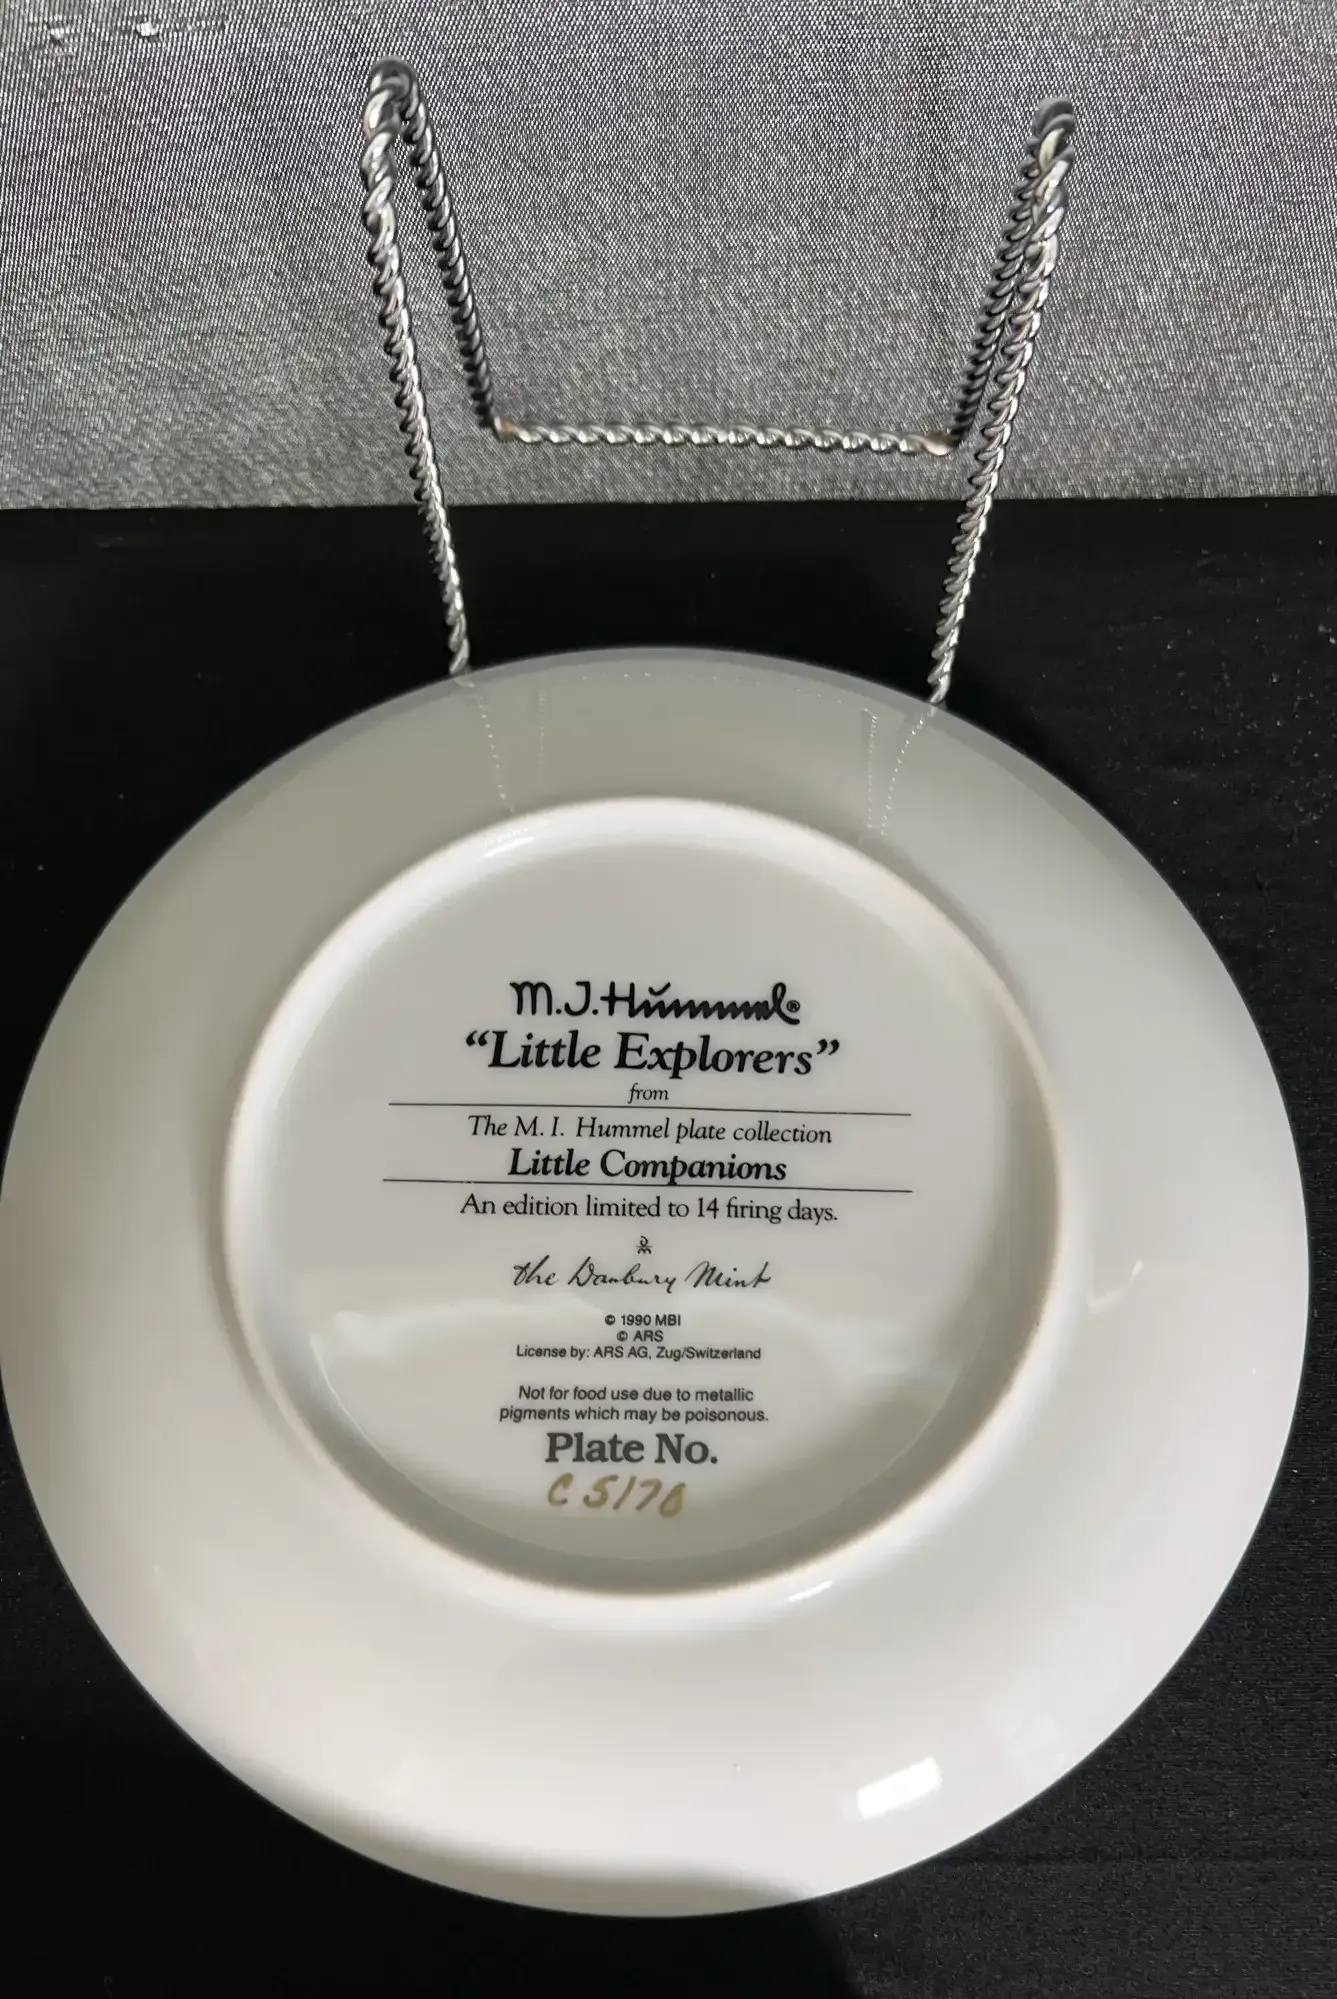 M.J. Hummel®
“Little Explorers”
from
The M. I. Hummel plate collection
Little Companions
An edition limited to 14 firing days.
the Danbury Mint
© 1990 MBI
© ARS
License by: ARS AG, Zug/Switzerland
Not for food use due to metallic
pigments which may be poisonous.
Plate No.
C 5170